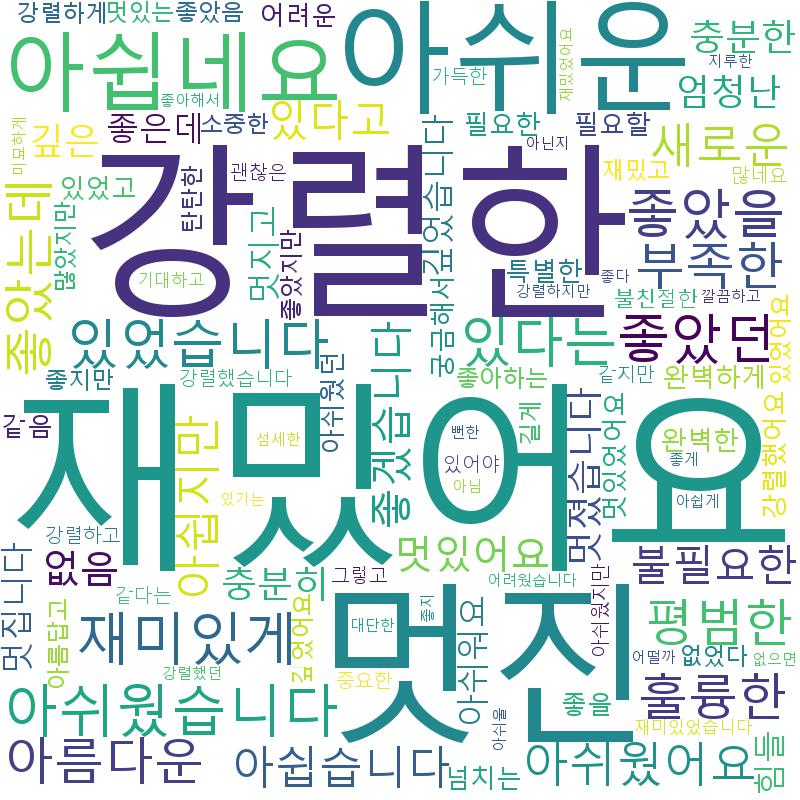 강렬하게 멋있는 좋았음 어려운
아쉽네요 아쉬운 충분한
재밌었어요 가득한 지루한
좋아해서 엄청난
미묘하게 깊은 좋은데 소중한 있다고 필요한 필요할 새로운
아닌지
강렬한
있었고 탄탄한 괜찮은 재밌고 많네요
좋았는데 많았지만 멋지고 좋았지만 깊었습니다 좋았을
기대하고 궁금해서 특별한 좋다 부족한
강렬하지만 불친절한 깔끔하고
있었습니다 있다는 좋았던
있었어요
좋지만 강렬했습니다 아쉬웠던 좋겠습니다 좋아하는 같지만 완벽하게
재밌어요
같음 아쉽지만 섬세한 길게 뻔한 멋있었어요 완벽한 강렬했어요
있어야 좋게
있기는 아님 멋졌습니다 아쉽게
강렬하고
멋집니다 없음 충분히 그렇고 멋있어요 어려웠습니다 불필요한
같다는 아쉬웠지만
아름답고 재미있게 깊었어요 대단한 좋지 아쉬워요 멋진 평범한
어떨까 없었다 없으면
강렬했던 중요한
아쉬웠습니다 좋을 훌륭한
아쉬울 재미있었습니다
아름다운 아쉽습니다 넘치는 아쉬웠어요 힘들